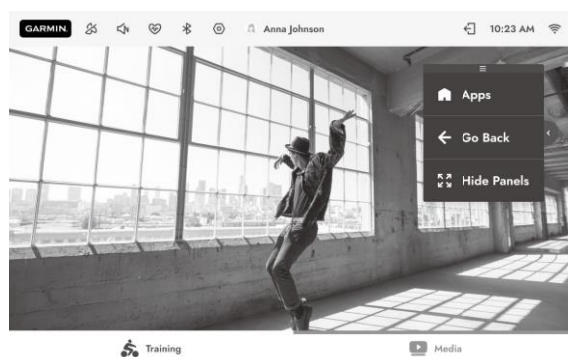 GARMIN.
Anna Johnson
10:23 AM
Apps
Go Back
Hide Panels
Training
Media